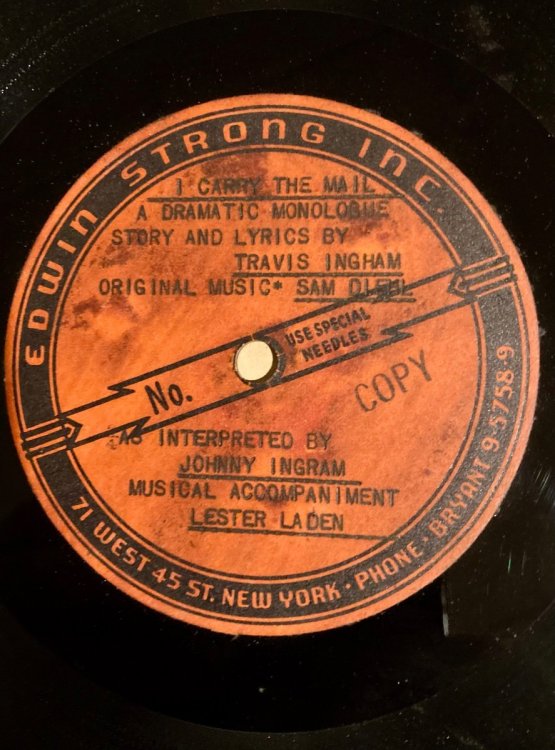 EDWIN STRONG INC.
I CARRY THE MAIL
A DRAMATIC MONOLOGUE
STORY AND LYRICS BY
TRAVIS INGHAM
ORIGINAL MUSIC* SAM DIEHL
USE SPECIAL
NEEDLES
No.
COPY
AS INTERPRETED BY
JOHNNY INGRAM
MUSICAL ACCOMPANIMENT
LESTER LADEN
71 WEST 45 ST. NEW YORK · PHONE · BRYANT 9-5758-9